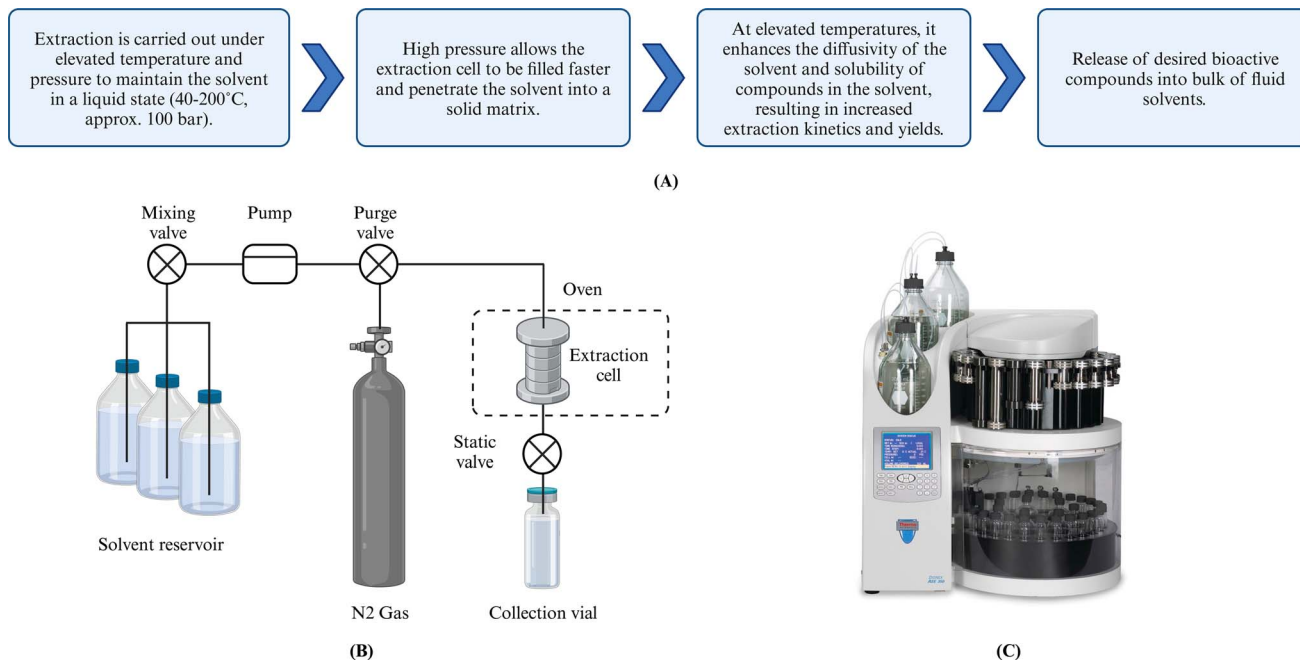 Extraction is carried out under
elevated temperature and
pressure to maintain the solvent
in a liquid state (40-200˚C,
approx. 100 bar).
High pressure allows the
extraction cell to be filled faster
and penetrate the solvent into a
solid matrix.
At elevated temperatures, it
enhances the diffusivity of the
solvent and solubility of
compounds in the solvent,
resulting in increased
extraction kinetics and yields.
Release of desired bioactive
compounds into bulk of fluid
solvents.
(A)
Mixing
valve
Pump
Purge
valve
Oven
Extraction
cell
Static
valve
Solvent reservoir
N2 Gas
Collection vial
(B)
(C)